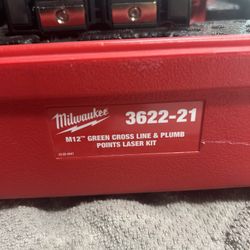 Milwaukee 3622-21
M12™ GREEN CROSS LINE & PLUMB
POINTS LASER KIT